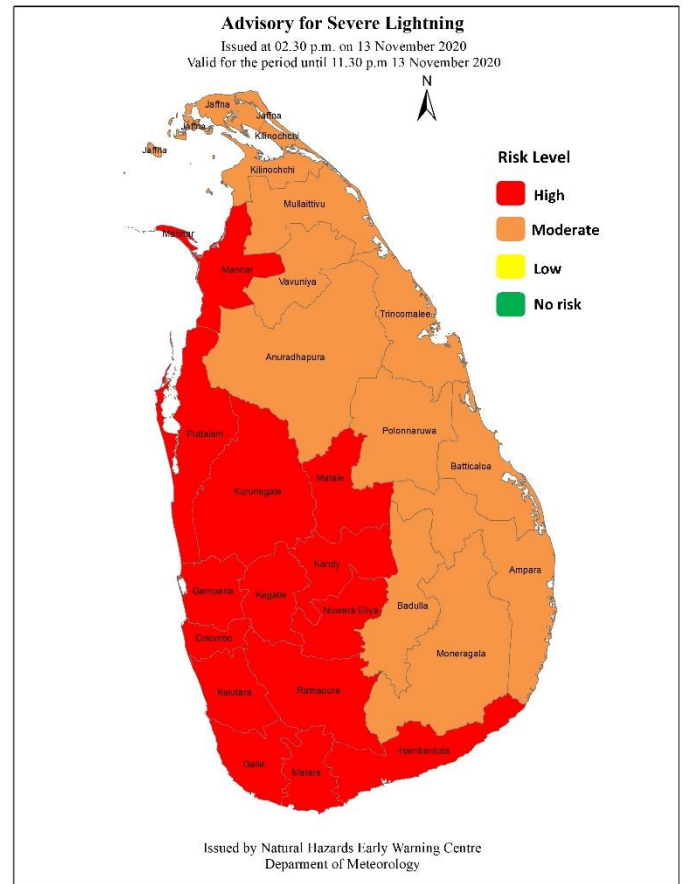 Advisory for Severe Lightning
Issued at 02.30 p.m. on 13 November 2020
Valid for the period until 11.30 p.m 13 November 2020
N
Jaffna
Jaffna
Jaffna
Kilinochchi
Jaffna
Kilinochchi
Risk Level
High
Moderate
Low
No risk
Mullaittivu
Mannar
Mannar
Vavuniya
Trincomalee
Anuradhapura
Polonnaruwa
Puttalam
Batticaloa
Matale
Kurunegala
Kandy
Ampara
Gampaha
Kegalle
Nuwara Eliya
Badulla
Colombo
Moneragala
Kalutara
Ratnapura
Hambantota
Galle
Matara
Issued by Natural Hazards Early Warning Centre
Deparment of Meteorology